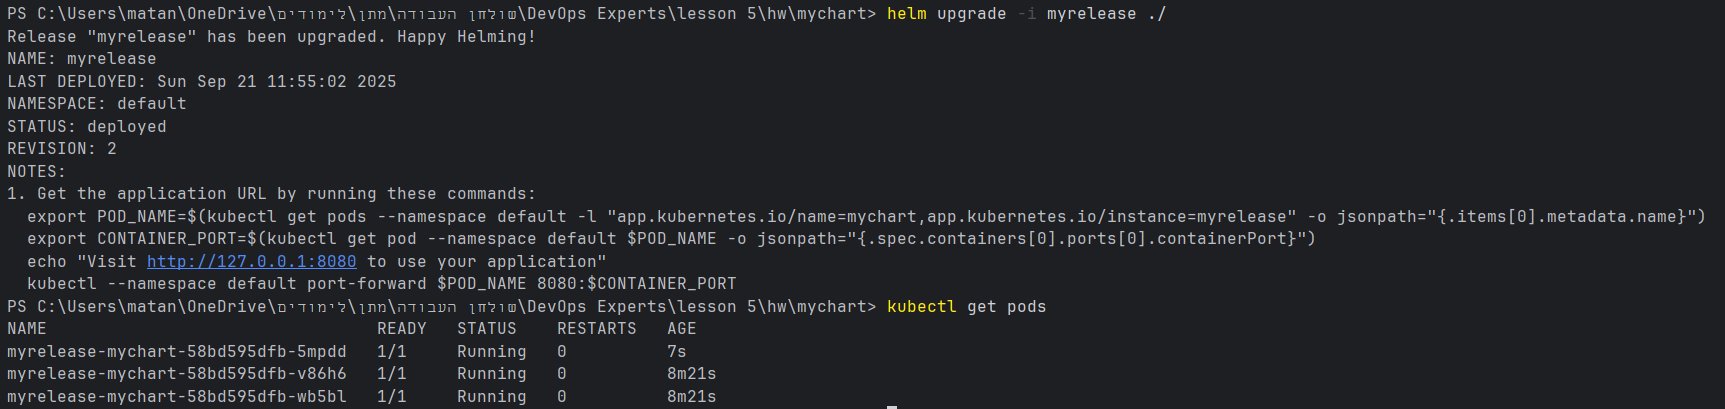 PS C:\Users\matan\OneDrive\שולחן העבודה\מתן\לימודים\DevOps Experts\lesson 5\hw\mychart> helm upgrade -i myrelease ./
Release "myrelease" has been upgraded. Happy Helming!
NAME: myrelease
LAST DEPLOYED: Sun Sep 21 11:55:02 2025
NAMESPACE: default
STATUS: deployed
REVISION: 2
NOTES:
1. Get the application URL by running these commands:
  export POD_NAME=$(kubectl get pods --namespace default -l "app.kubernetes.io/name=mychart,app.kubernetes.io/instance=myrelease" -o jsonpath="{.items[0].metadata.name}")
  export CONTAINER_PORT=$(kubectl get pod --namespace default $POD_NAME -o jsonpath="{.spec.containers[0].ports[0].containerPort}")
  echo "Visit http://127.0.0.1:8080 to use your application"
  kubectl --namespace default port-forward $POD_NAME 8080:$CONTAINER_PORT
PS C:\Users\matan\OneDrive\שולחן העבודה\מתן\לימודים\DevOps Experts\lesson 5\hw\mychart> kubectl get pods
NAME                                 READY   STATUS    RESTARTS   AGE
myrelease-mychart-58bd595dfb-5mpdd   1/1     Running   0          7s
myrelease-mychart-58bd595dfb-v86h6   1/1     Running   0          8m21s
myrelease-mychart-58bd595dfb-wb5bl   1/1     Running   0          8m21s